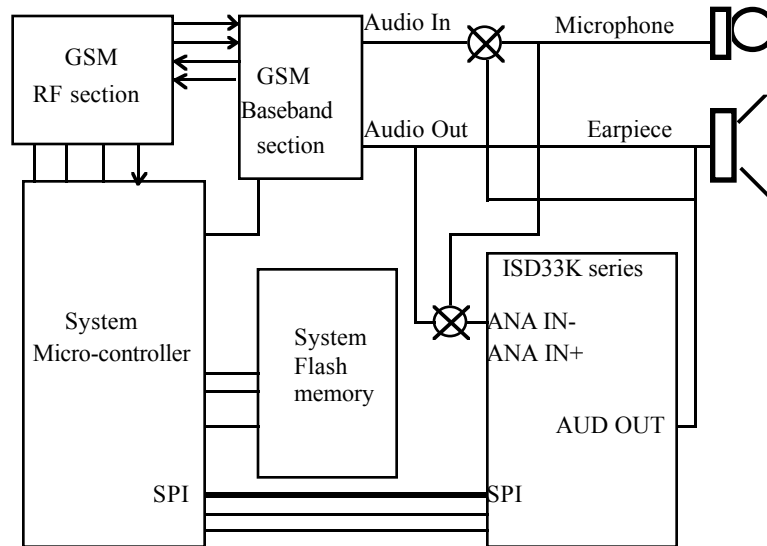 GSM
RF section
GSM
Baseband
section
Audio In
Microphone
Audio Out
Earpiece
System
Micro-controller
SPI
System
Flash
memory
ISD33K series
ANA IN-
ANA IN+
AUD OUT
SPI